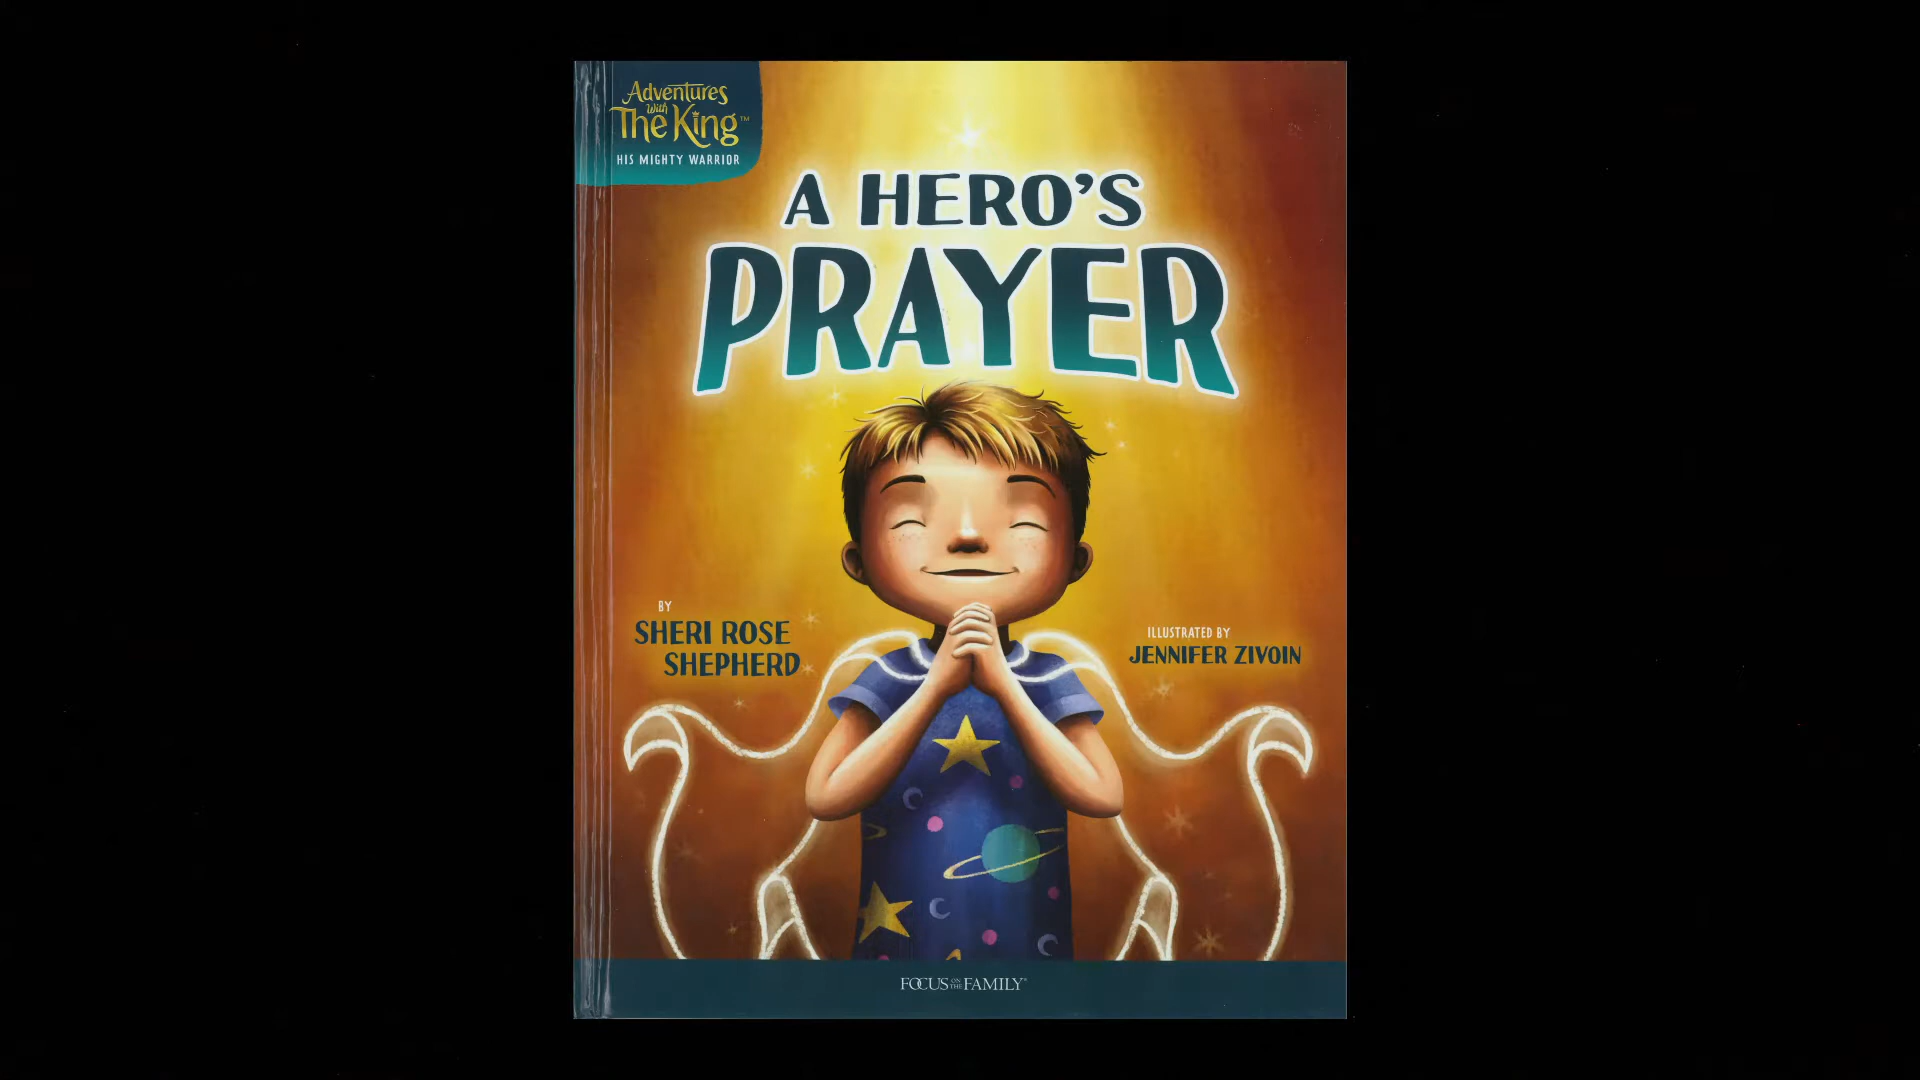 Adventures
With
The King™
HIS MIGHTY WARRIOR
A HERO'S
PRAYER
BY
SHERI ROSE
SHEPHERD
ILLUSTRATED BY
JENNIFER ZIVOIN
FOCUS ON THE FAMILY®